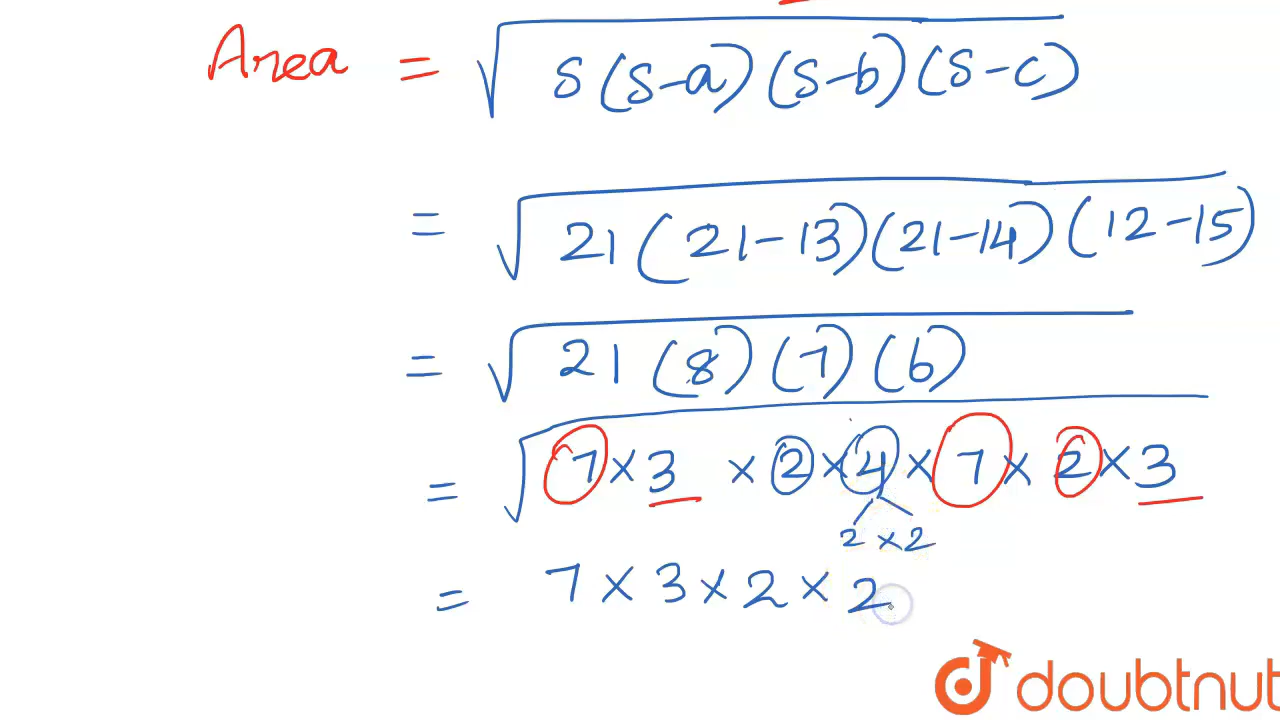 Area = √s(s-a)(s-b)(s-c)
= √21(21-13)(21-14)(12-15)
= √21(8)(7)(6)
= √7×3×2×4×7×2×3
2×2
= 7×3×2×2
doubtnut